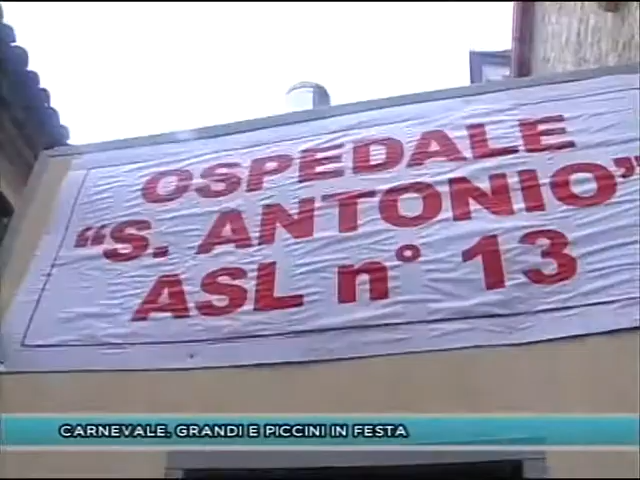 OSPEDALE
"S. ANTONIO"
ASL n° 13
CARNEVALE. GRANDI E PICCINI IN FESTA